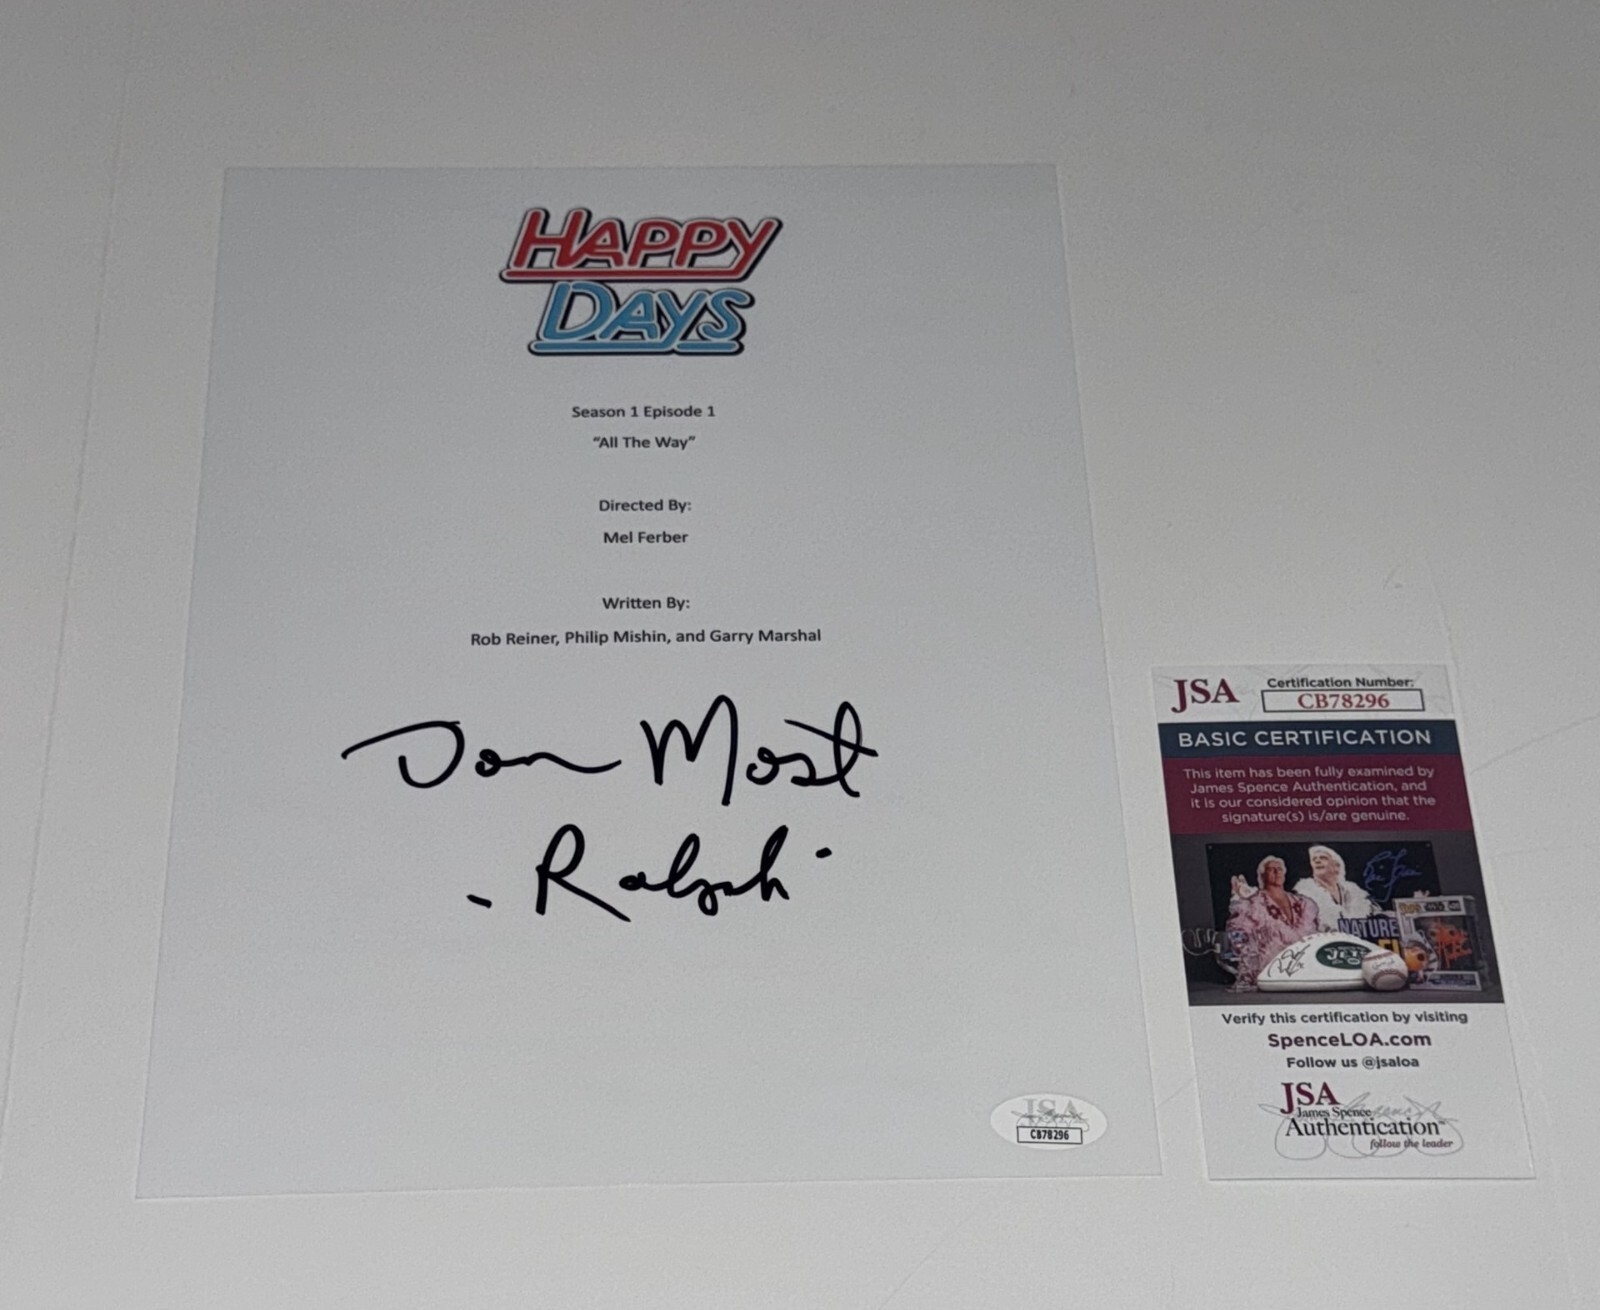 HAPPY
DAYS
Season 1 Episode 1
“All The Way”
Directed By:
Mel Ferber
Written By:
Rob Reiner, Philip Mishin, and Garry Marshal
Don Most
"Ralph"
JSA
CB78296
JSA
Certification Number:
CB78296
BASIC CERTIFICATION
This item has been fully examined by
James Spence Authentication, and
it is our considered opinion that the
signature(s) is/are genuine.
NATURE
JETS
Verify this certification by visiting
SpenceLOA.com
Follow us @jsaloa
JSA
James Spence
Authentication
follow the leader